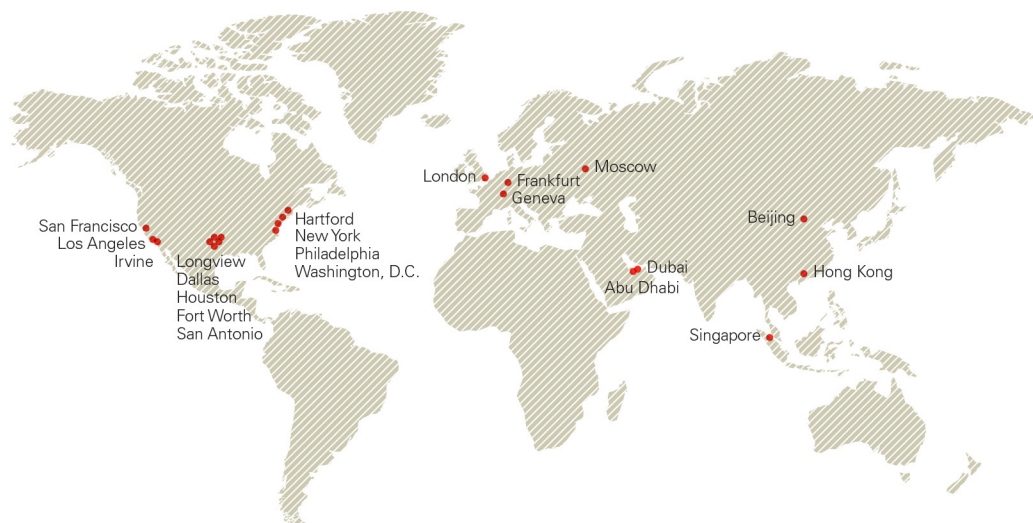 San Francisco
Los Angeles
Irvine
Longview
Dallas
Houston
Fort Worth
San Antonio
Hartford
New York
Philadelphia
Washington, D.C.
London
Frankfurt
Geneva
Moscow
Dubai
Abu Dhabi
Beijing
Hong Kong
Singapore